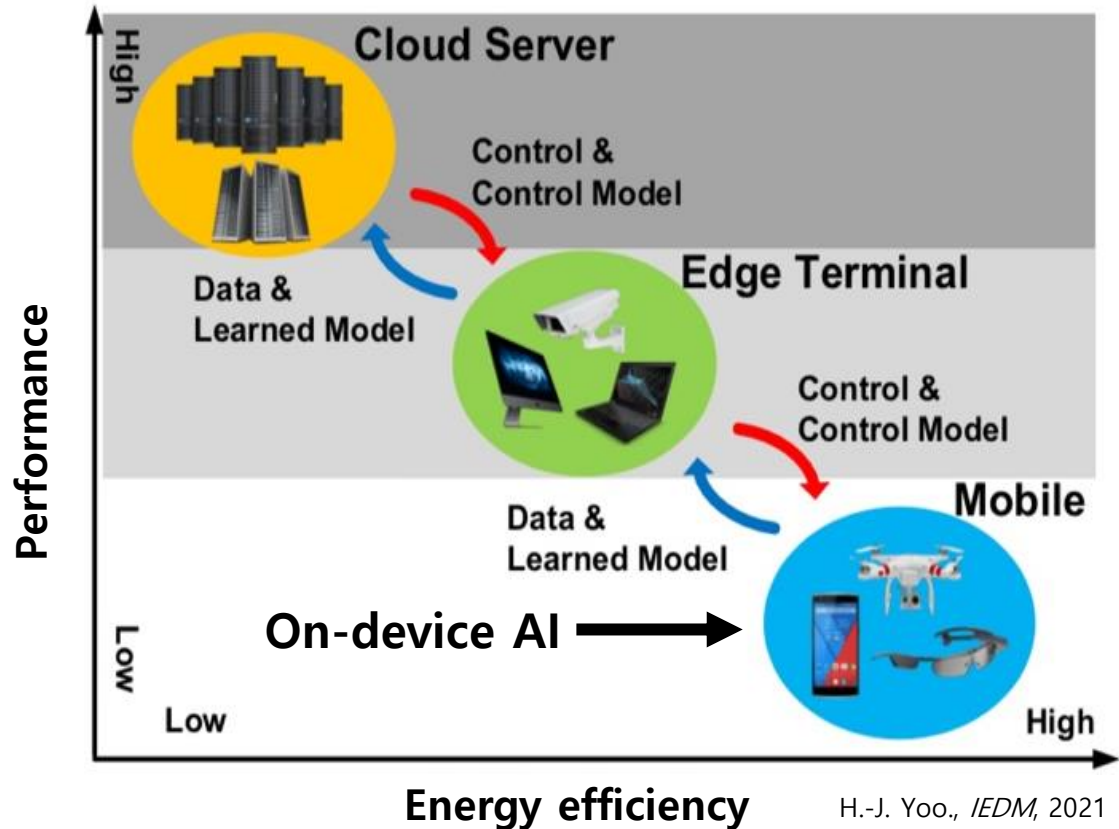 High
Cloud Server
Control &
Control Model
Edge Terminal
Data &
Learned Model
Performance
Control &
Control Model
Mobile
Data &
Learned Model
On-device AI
Low
Low
High
Energy efficiency
H.-J. Yoo., IEDM, 2021